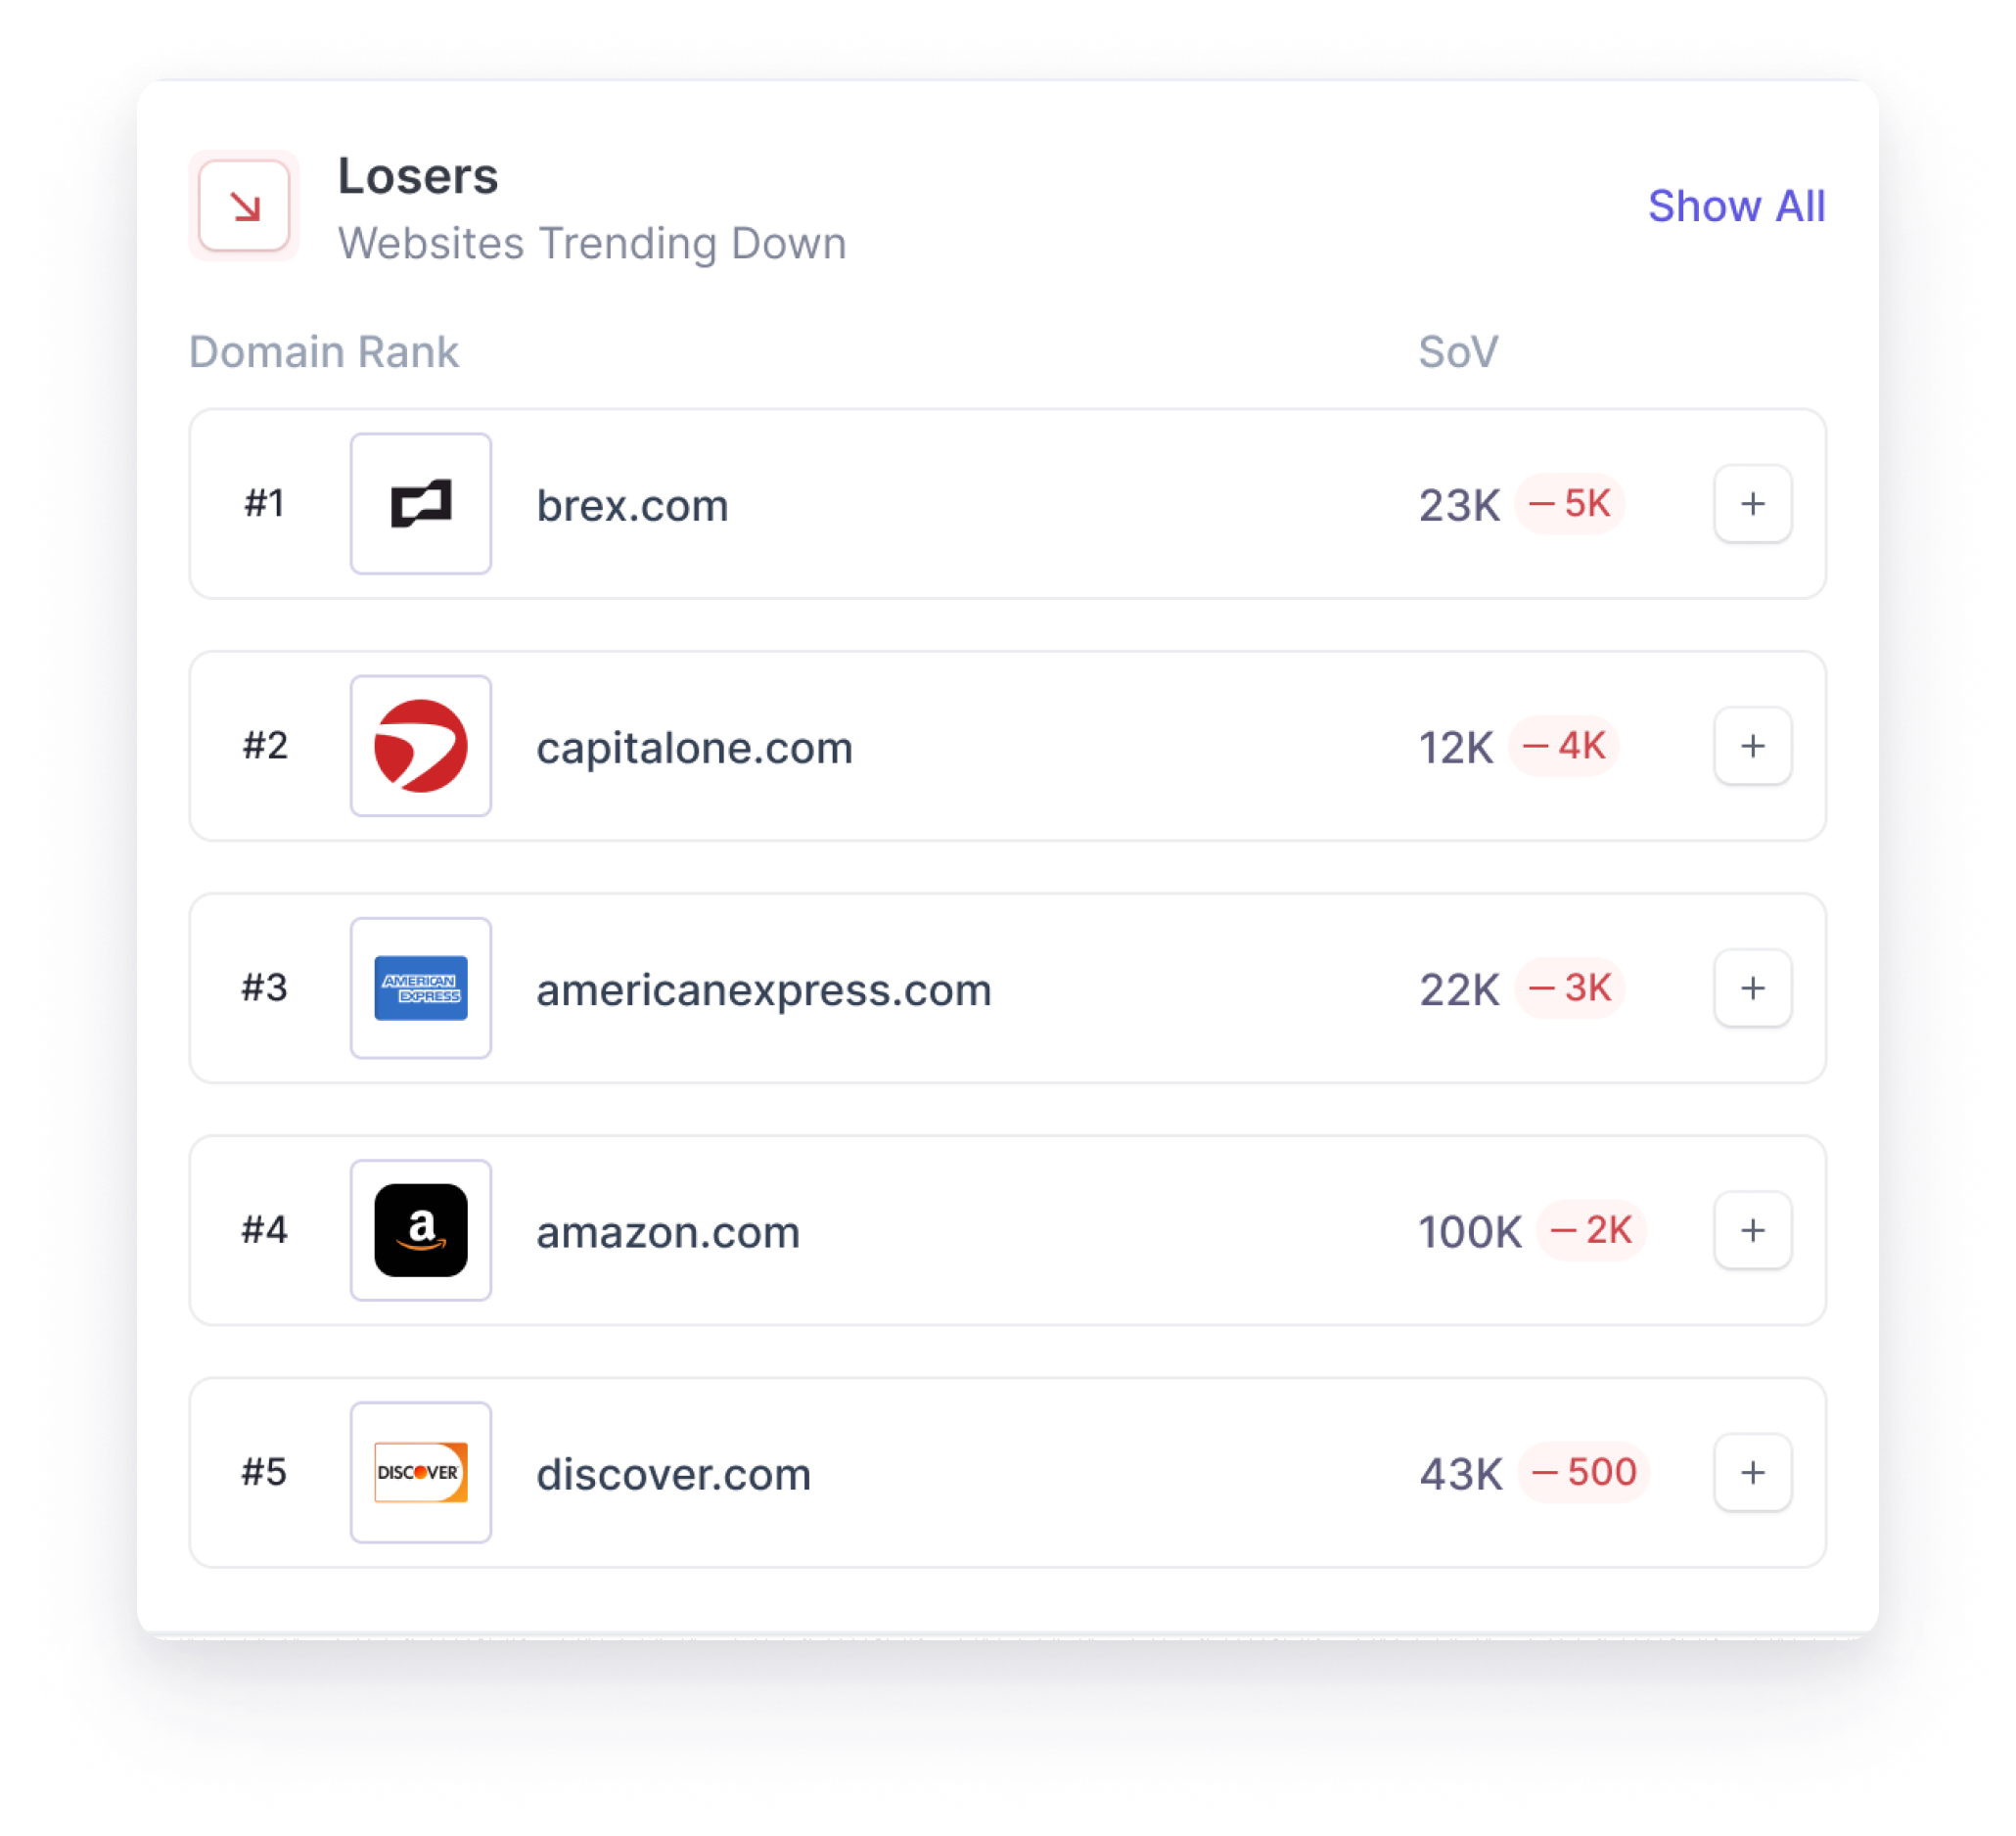 Losers
Websites Trending Down
Show All
Domain Rank
SoV
#1 brex.com 23K — 5K +
#2 capitalone.com 12K — 4K +
#3 AMERICAN EXPRESS americanexpress.com 22K — 3K +
#4 a amazon.com 100K — 2K +
#5 DISCOVER discover.com 43K — 500 +